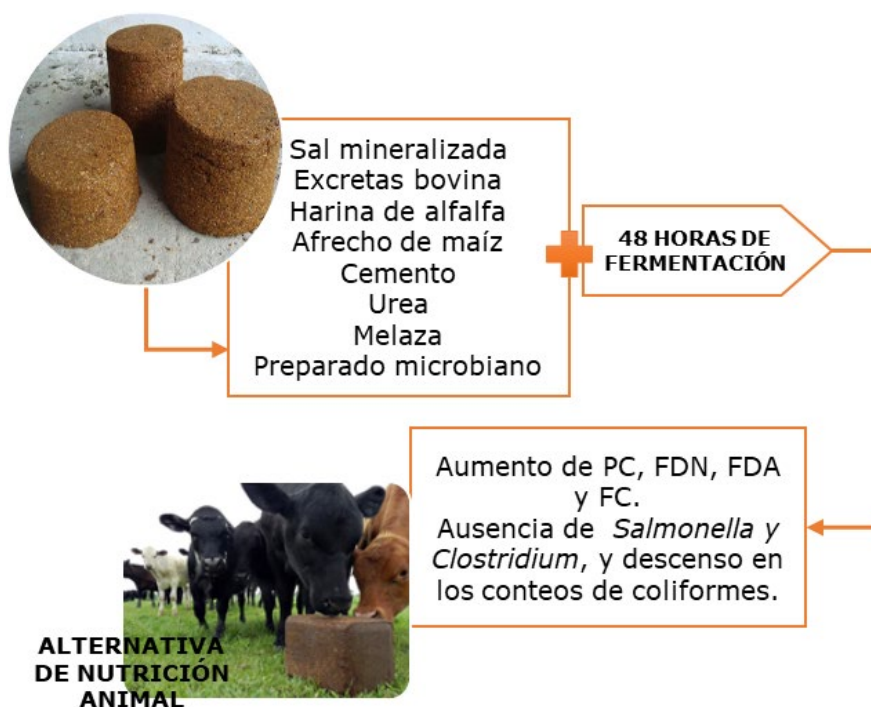 Sal mineralizada
Excretas bovina
Harina de alfalfa
Afrecho de maíz
Cemento
Urea
Melaza
Preparado microbiano
48 HORAS DE
FERMENTACIÓN
Aumento de PC, FDN, FDA
y FC.
Ausencia de Salmonella y
Clostridium, y descenso en
los conteos de coliformes.
ALTERNATIVA
DE NUTRICIÓN
ANIMAL